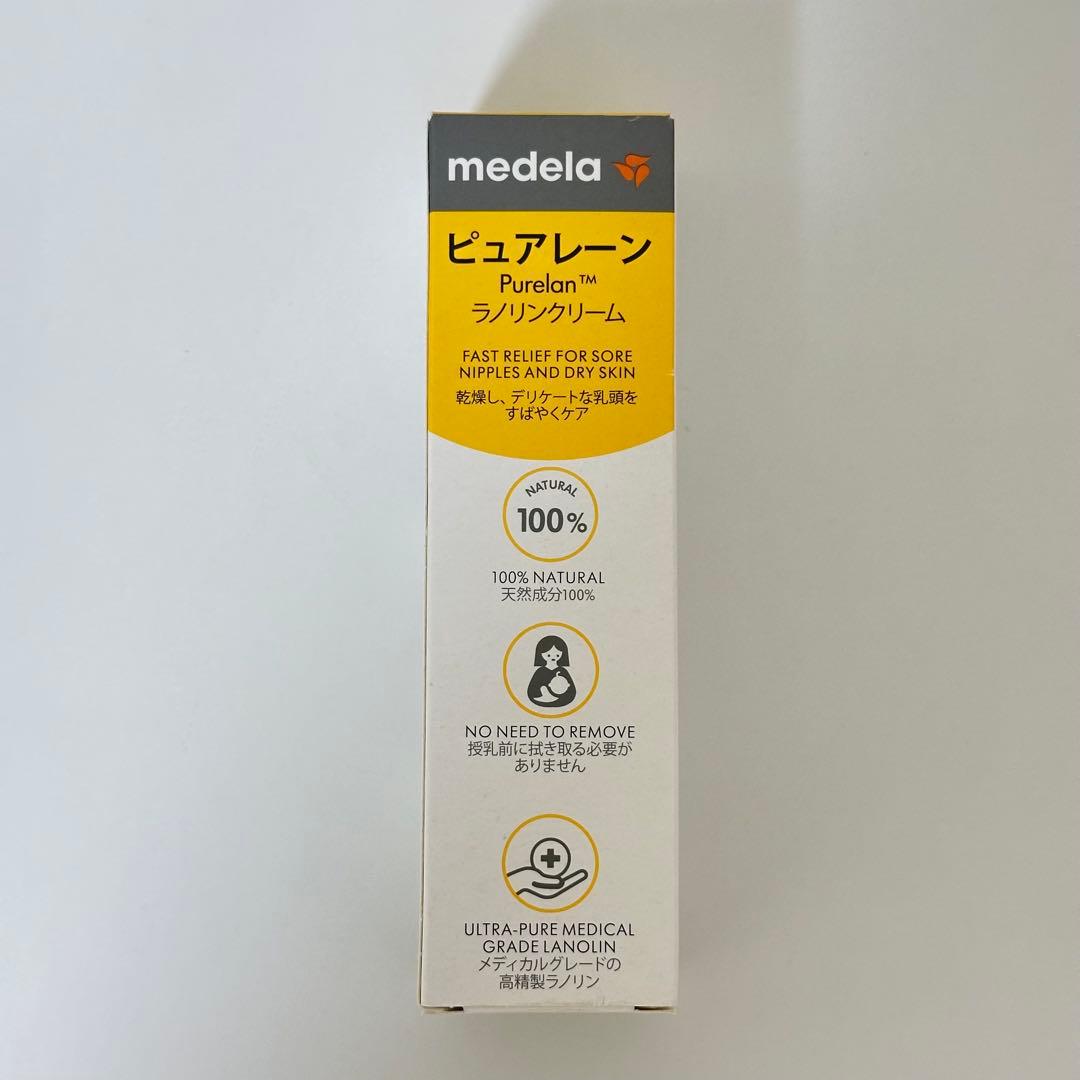 medela
ピュアレーン
Purelan™
ラノリンクリーム
FAST RELIEF FOR SORE
NIPPLES AND DRY SKIN
乾燥し、デリケートな乳頭を
すばやくケア
NATURAL
100%
100% NATURAL
天然成分100%
NO NEED TO REMOVE
授乳前に拭き取る必要が
ありません
ULTRA-PURE MEDICAL
GRADE LANOLIN
メディカルグレードの
高精製ラノリン